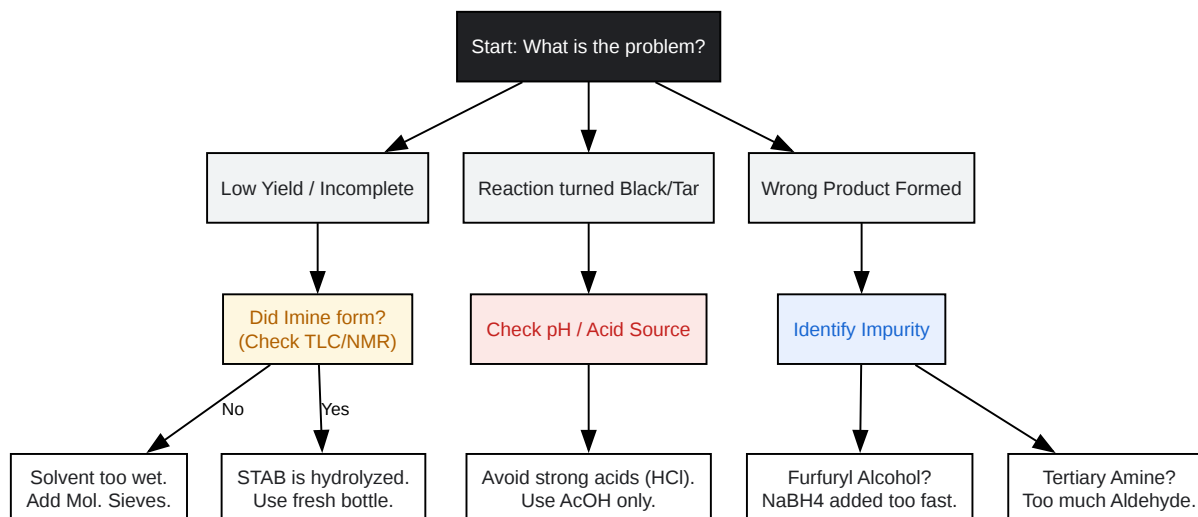 Start: What is the problem?
Low Yield / Incomplete
Reaction turned Black/Tar
Wrong Product Formed
Did Imine form?
(Check TLC/NMR)
Check pH / Acid Source
Identify Impurity
No
Yes
Solvent too wet.
Add Mol. Sieves.
STAB is hydrolyzed.
Use fresh bottle.
Avoid strong acids (HCl).
Use AcOH only.
Furfuryl Alcohol?
NaBH4 added too fast.
Tertiary Amine?
Too much Aldehyde.